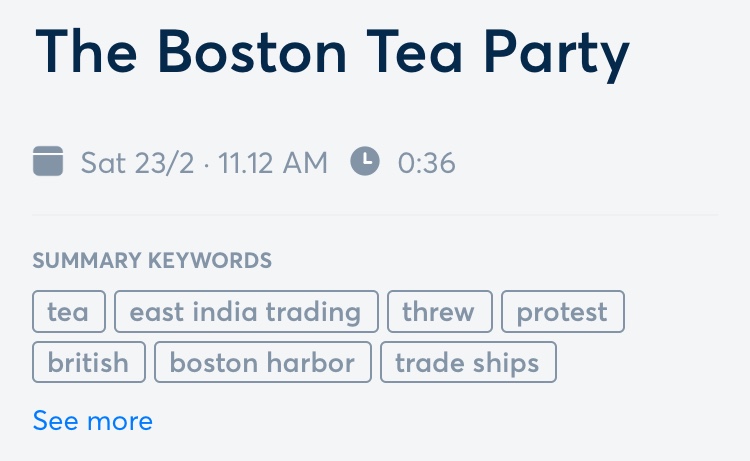 The Boston Tea Party
Sat 23/2 · 11.12 AM 0:36
SUMMARY KEYWORDS
tea east india trading threw protest
british boston harbor trade ships
See more